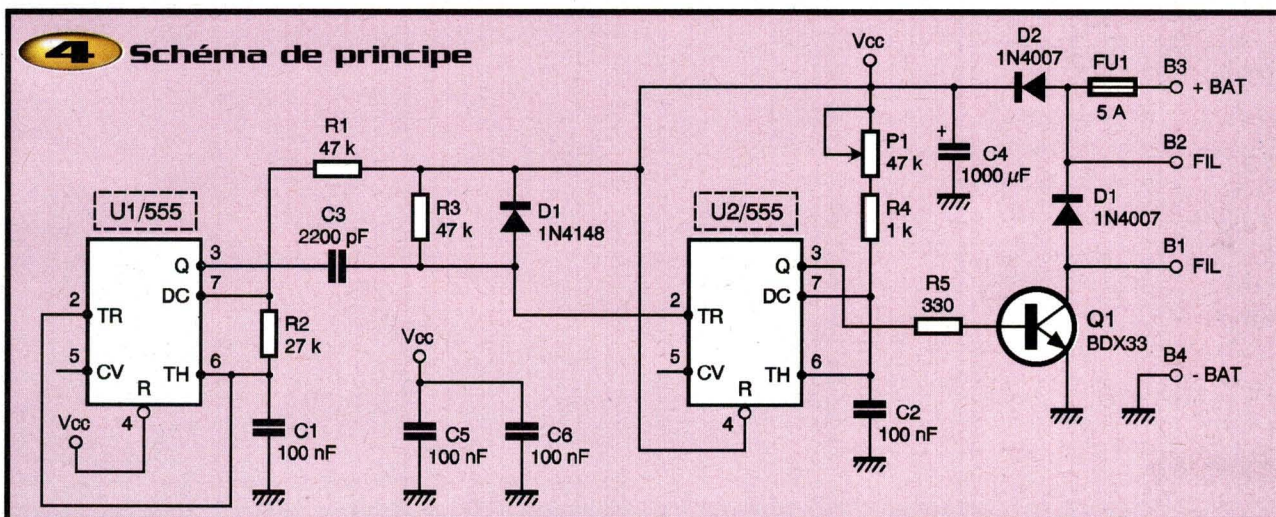 4 Schéma de principe
Vcc
D2
1N4007
FU1
5 A
B3
+ BAT
B2
FIL
D1
1N4007
B1
FIL
Q1
BDX33
B4
- BAT
P1
47 k
C4
+
1000 µF
R4
1 k
R1
47 k
R3
47 k
D1
1N4148
C3
2200 pF
U1/555
Q
3
DC
7
2
TR
5
CV
TH
6
R
4
Vcc
R2
27 k
C1
100 nF
Vcc
C5
100 nF
C6
100 nF
U2/555
Q
3
DC
7
2
TR
5
CV
TH
6
R
4
R5
330
C2
100 nF